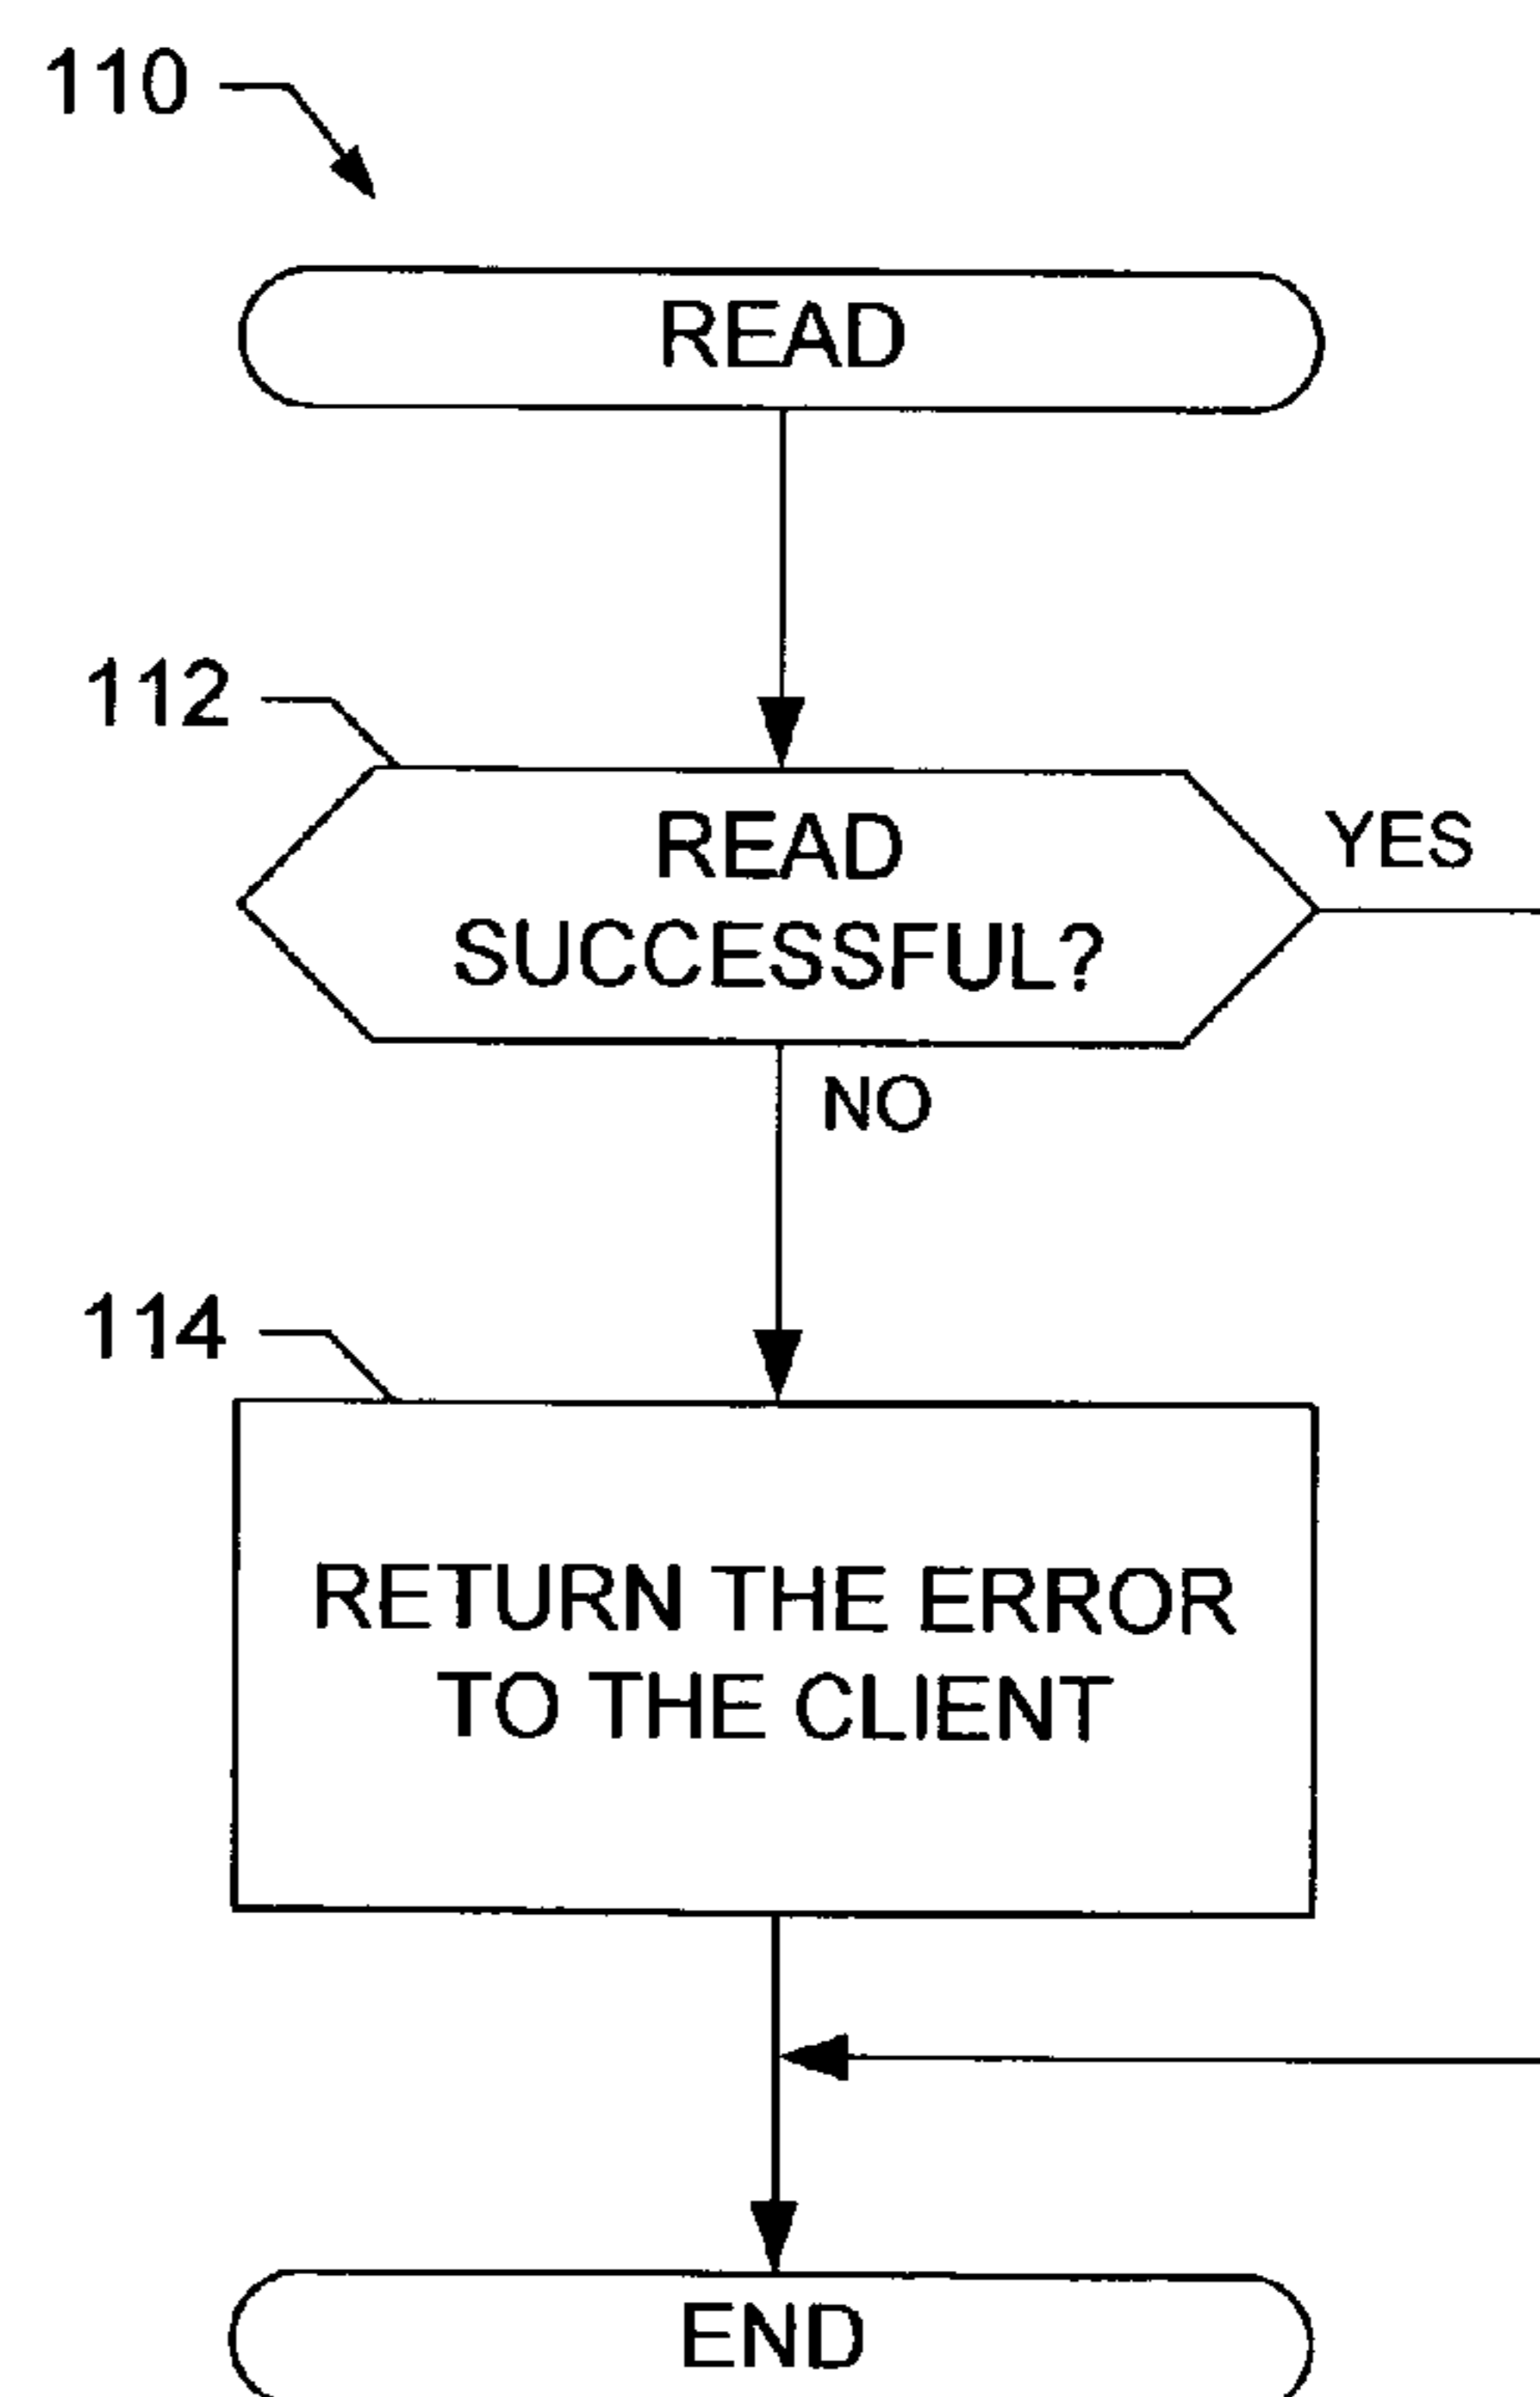 110
READ
112
READ
SUCCESSFUL?
YES
NO
114
RETURN THE ERROR
TO THE CLIENT
END